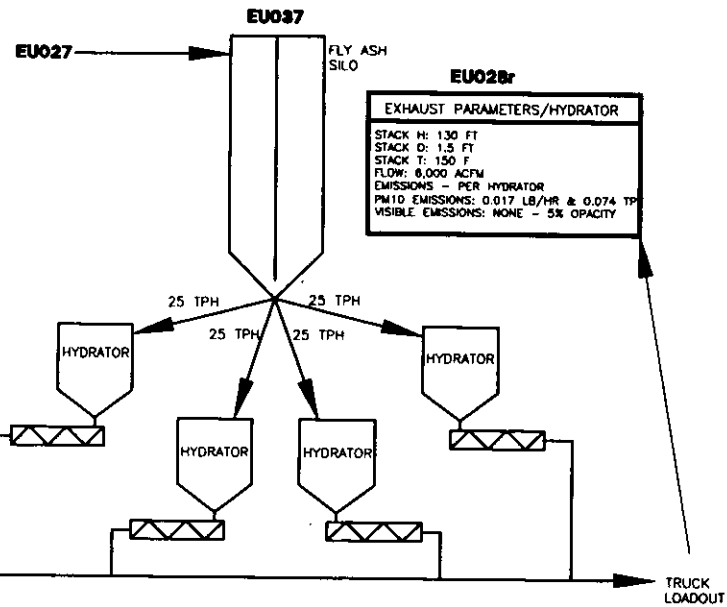 EU037
EU027
FLY ASH
SILO
EU028r
EXHAUST PARAMETERS/HYDRATOR
STACK H: 130 FT
STACK D: 1.5 FT
STACK T: 150 F
FLOW: 6,000 ACFM
EMISSIONS - PER HYDRATOR
PM10 EMISSIONS: 0.017 LB/HR & 0.074 TP
VISIBLE EMISSIONS: NONE - 5% OPACITY
25 TPH
25 TPH
25 TPH
25 TPH
HYDRATOR
HYDRATOR
HYDRATOR
HYDRATOR
TRUCK
LOADOUT